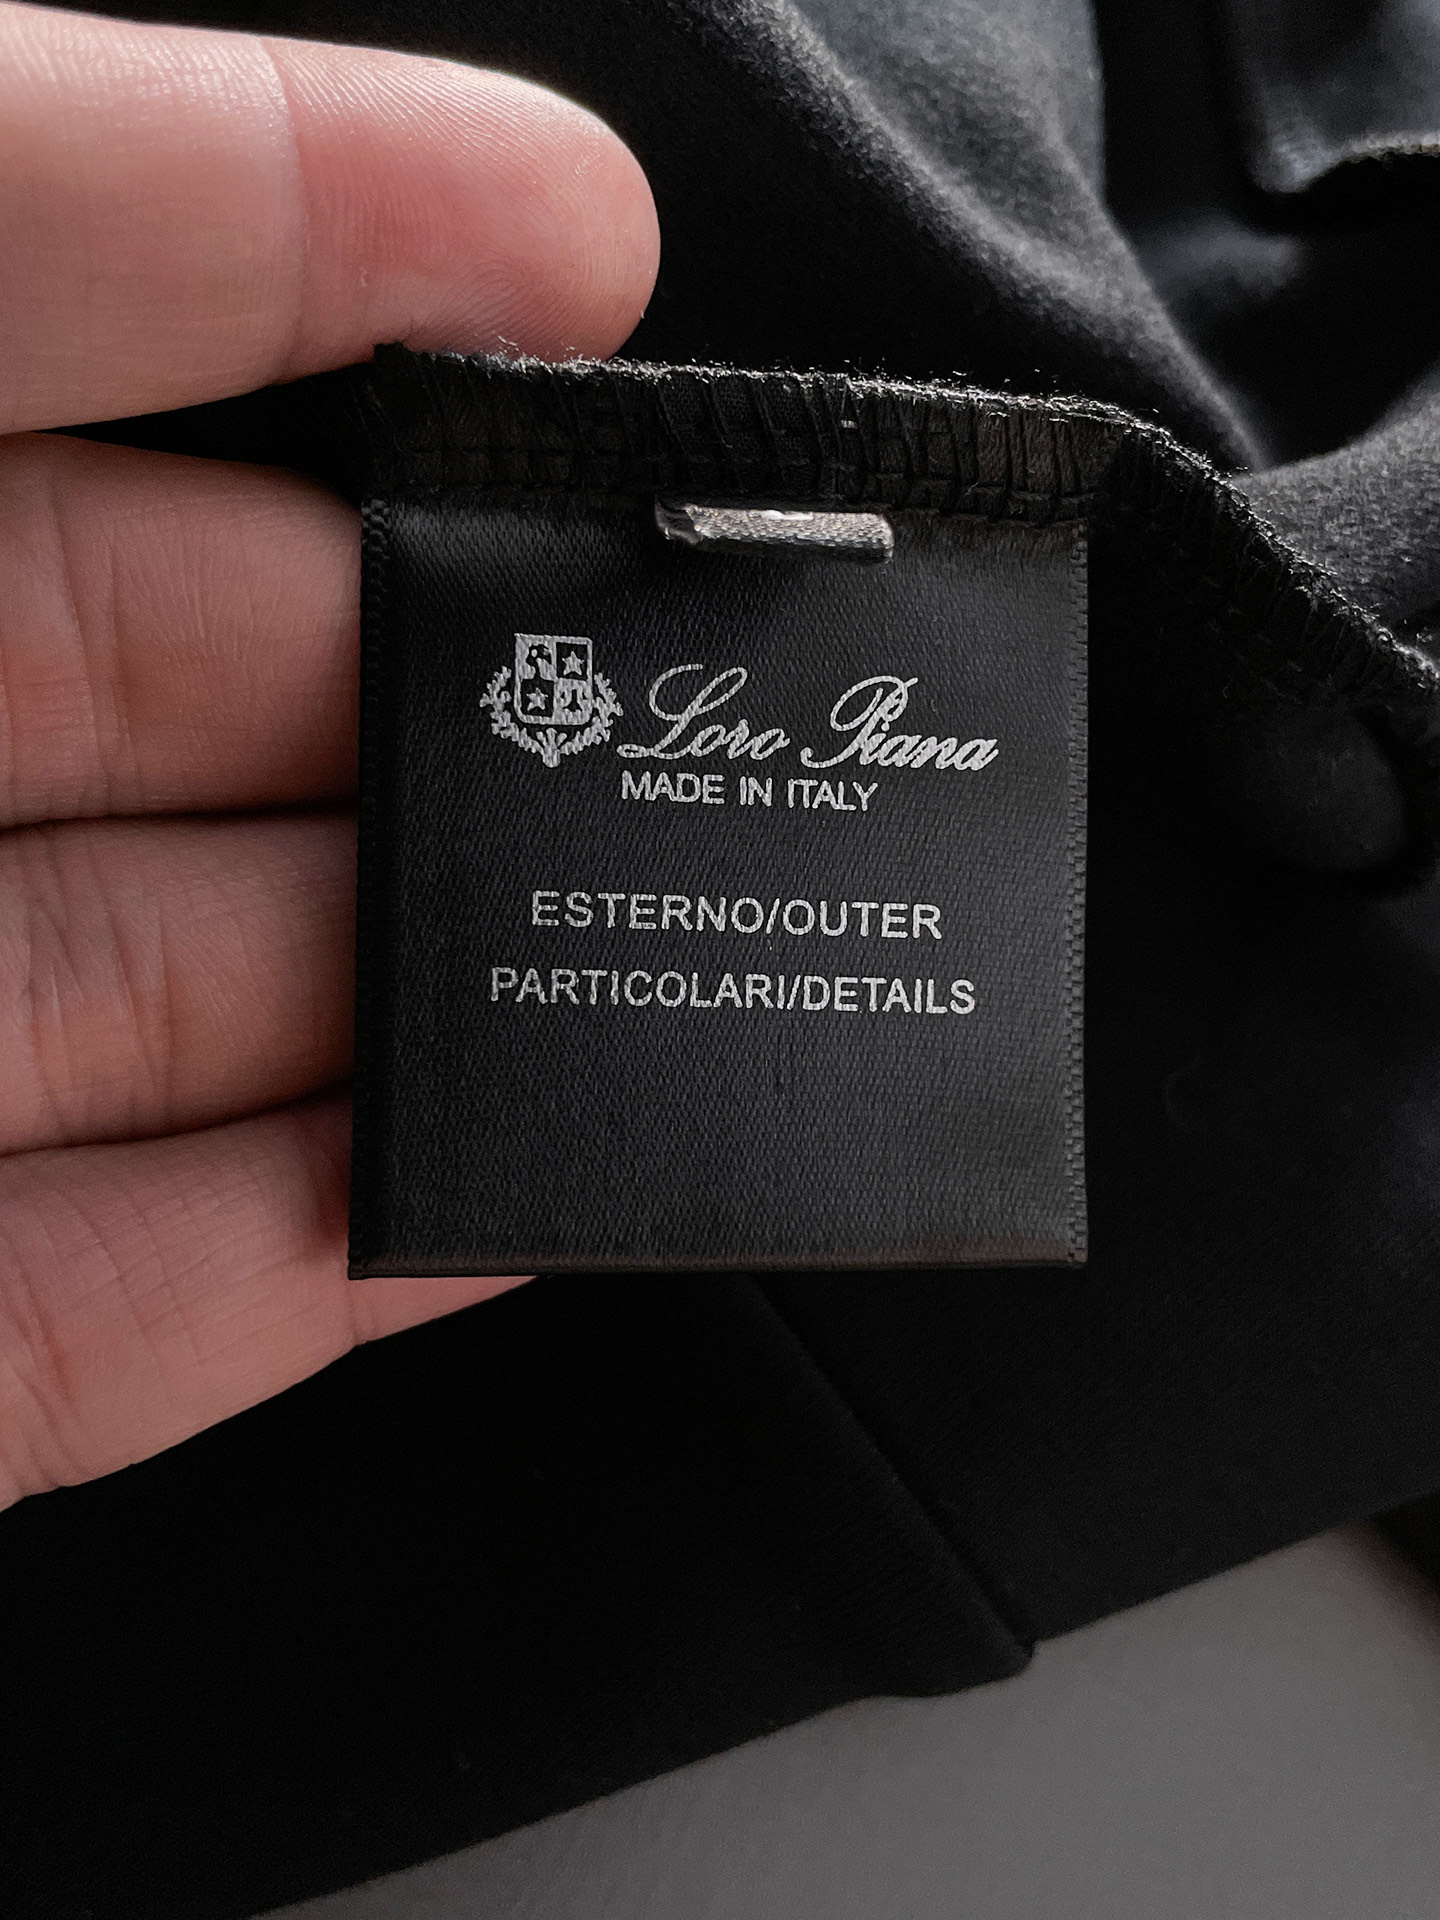 Loro Piana
MADE IN ITALY
ESTERNO/OUTER
PARTICOLARI/DETAILS